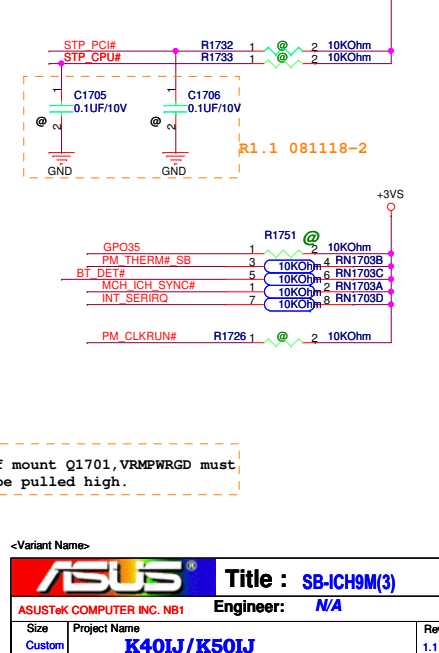 STP_PCI# R1732 1 @ 2 10KOhm
STP_CPU# R1733 1 @ 2 10KOhm
1 C1705 1 C1706
0.1UF/10V 0.1UF/10V
@ 2 @ 2
R1.1 081118-2
GND GND
+3VS
R1751 @
GPO35 1 2 10KOhm
PM_THERM#_SB 3 10KOhm 4 RN1703B
BT_DET# 5 10KOhm 6 RN1703C
MCH_ICH_SYNC# 1 10KOhm 2 RN1703A
INT_SERIRQ 7 10KOhm 8 RN1703D
PM_CLKRUN# R1726 1 @ 2 10KOhm
f mount Q1701,VRMPWRGD must
be pulled high.
<Variant Name>
ASUS® Title : SB-ICH9M(3)
ASUSTeK COMPUTER INC. NB1 Engineer: N/A
Size Project Name Rev
Custom K40IJ/K50IJ 1.1